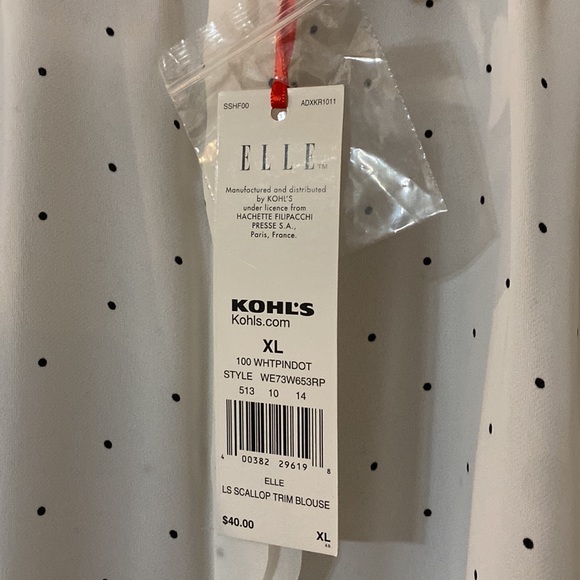 SSHF00 ADXKR1011
ELLE™
Manufactured and distributed
by KOHL'S
under licence from
HACHETTE FILIPACCHI
PRESSE S.A.,
Paris, France.
KOHL'S
Kohls.com
XL
100 WHTPINDOT
STYLE WE73W653RP
513 10 14
4 00382 29619 8
ELLE
LS SCALLOP TRIM BLOUSE
$40.00 XL